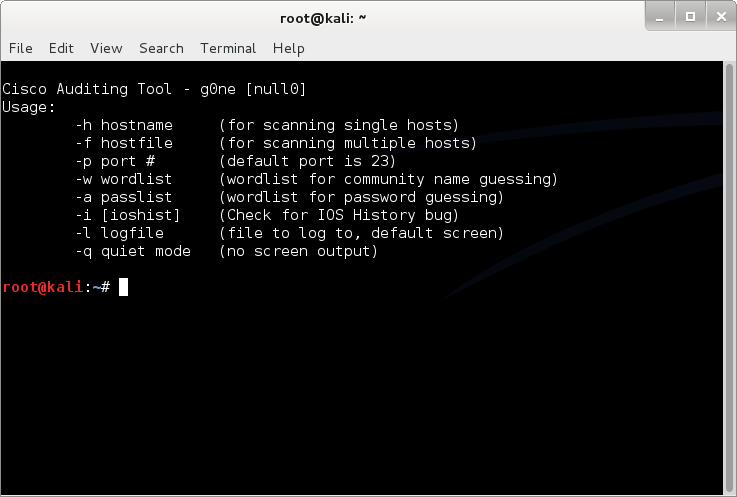 root@kali: ~
File Edit View Search Terminal Help
Cisco Auditing Tool - g0ne [null0]
Usage:
        -h hostname     (for scanning single hosts)
        -f hostfile     (for scanning multiple hosts)
        -p port #       (default port is 23)
        -w wordlist     (wordlist for community name guessing)
        -a passlist     (wordlist for password guessing)
        -i [ioshist]    (Check for IOS History bug)
        -l logfile      (file to log to, default screen)
        -q quiet mode   (no screen output)
root@kali:~#